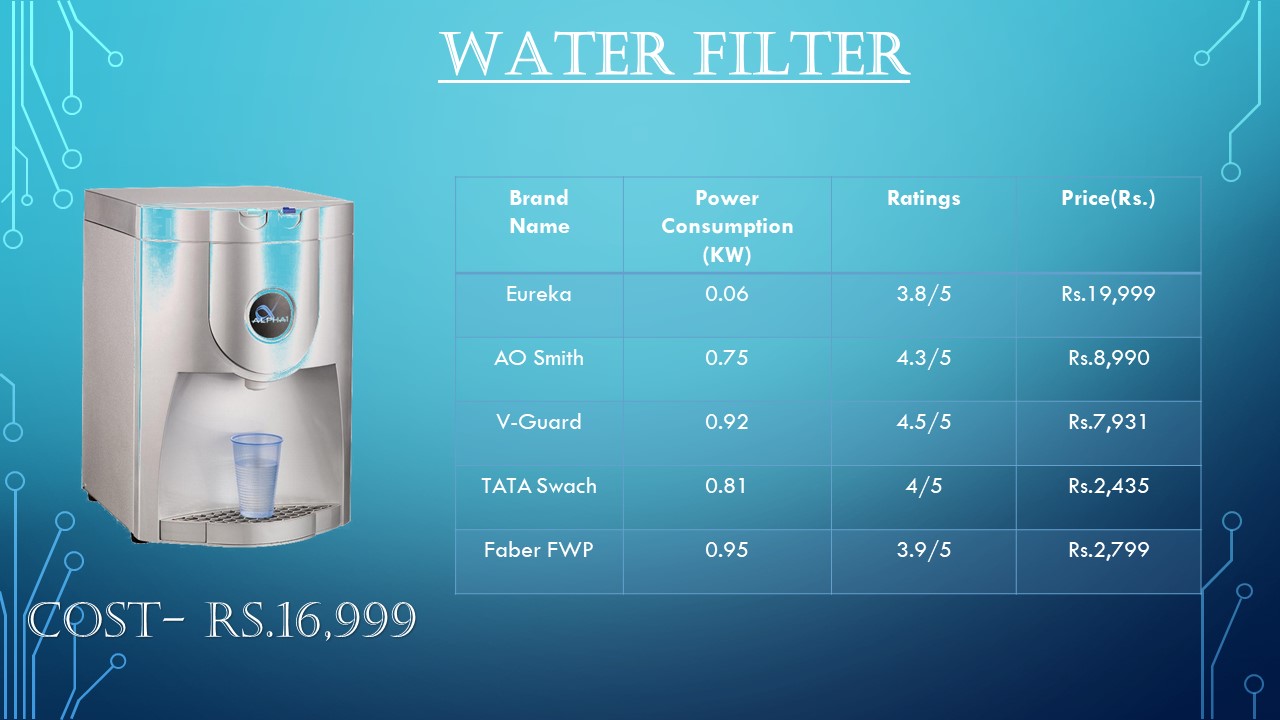 WATER FILTER
Brand Name	Power Consumption (KW)	Ratings	Price(Rs.)
Eureka	0.06	3.8/5	Rs.19,999
AO Smith	0.75	4.3/5	Rs.8,990
V-Guard	0.92	4.5/5	Rs.7,931
TATA Swach	0.81	4/5	Rs.2,435
Faber FWP	0.95	3.9/5	Rs.2,799
ALPHA1
COST- RS.16,999